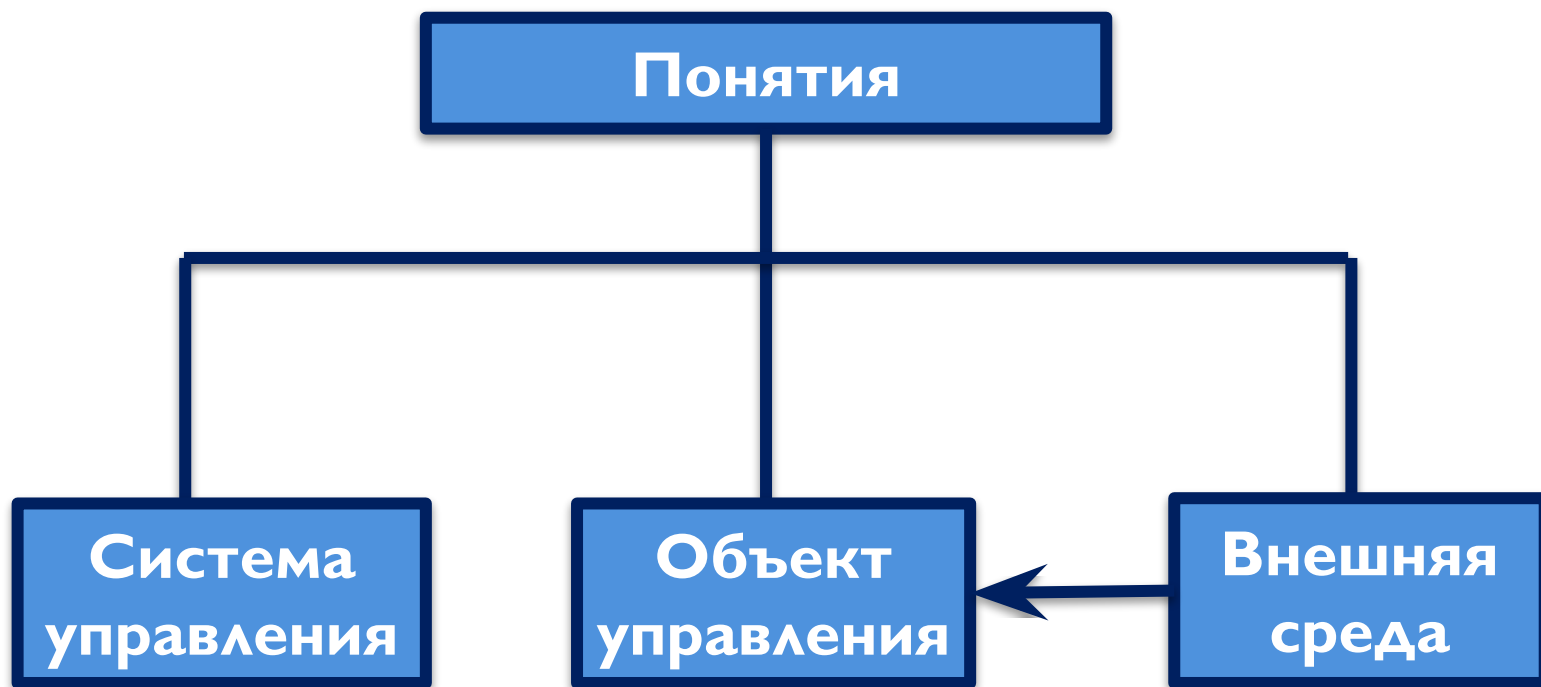 Понятия
Система
управления
Объект
управления
Внешняя
среда